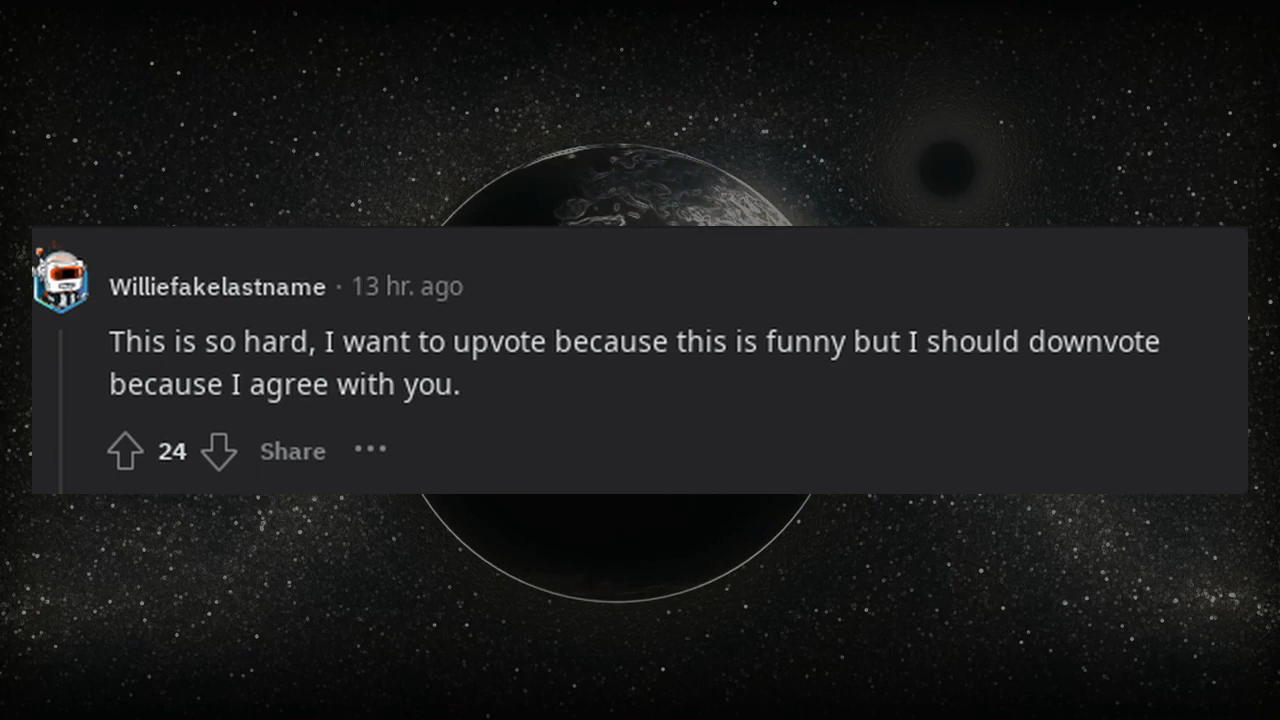 Williefakelastname · 13 hr. ago
This is so hard, I want to upvote because this is funny but I should downvote
because I agree with you.
24 Share ···